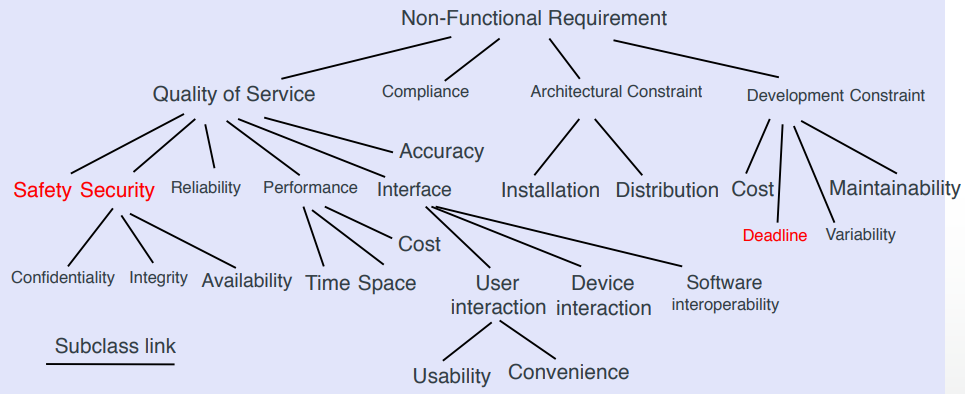 Non-Functional Requirement
Quality of Service
Compliance
Architectural Constraint
Development Constraint
Accuracy
Safety Security Reliability Performance Interface Installation Distribution Cost Maintainability
Deadline Variability
Cost
Confidentiality Integrity Availability Time Space User Device Software
interaction interaction interoperability
Subclass link
Usability Convenience